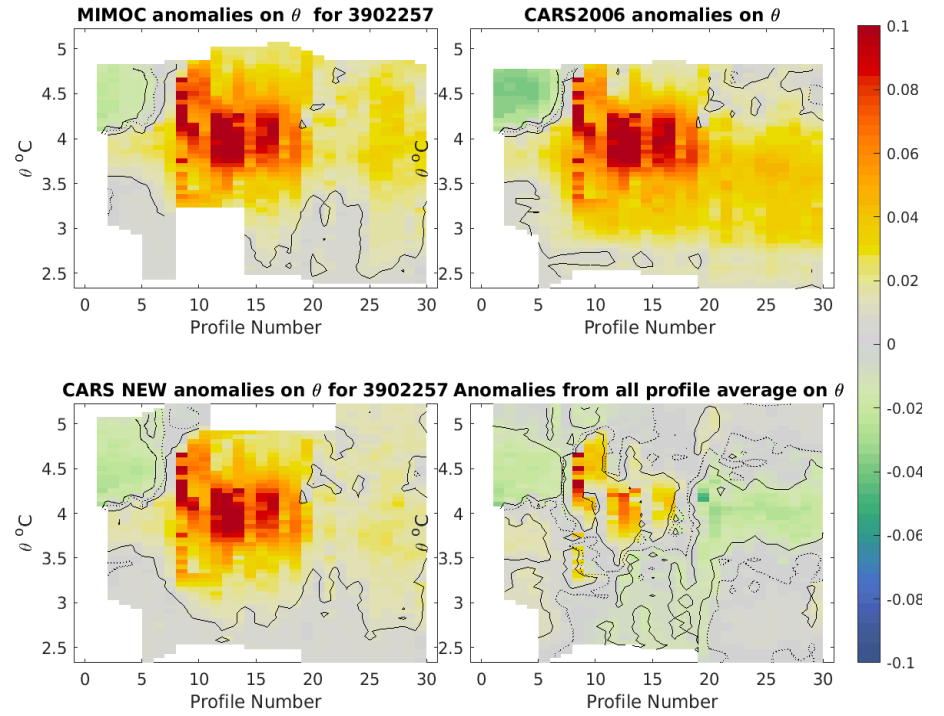 MIMOC anomalies on θ for 3902257
CARS2006 anomalies on θ
5
4.5
4
3.5
3
2.5
θ °C
0 5 10 15 20 25 30
Profile Number
5
4.5
4
3.5
3
2.5
θ °C
0 5 10 15 20 25 30
Profile Number
CARS NEW anomalies on θ for 3902257
Anomalies from all profile average on θ
5
4.5
4
3.5
3
2.5
θ °C
0 5 10 15 20 25 30
Profile Number
5
4.5
4
3.5
3
2.5
θ °C
0 5 10 15 20 25 30
Profile Number
0.1
0.08
0.06
0.04
0.02
0
-0.02
-0.04
-0.06
-0.08
-0.1